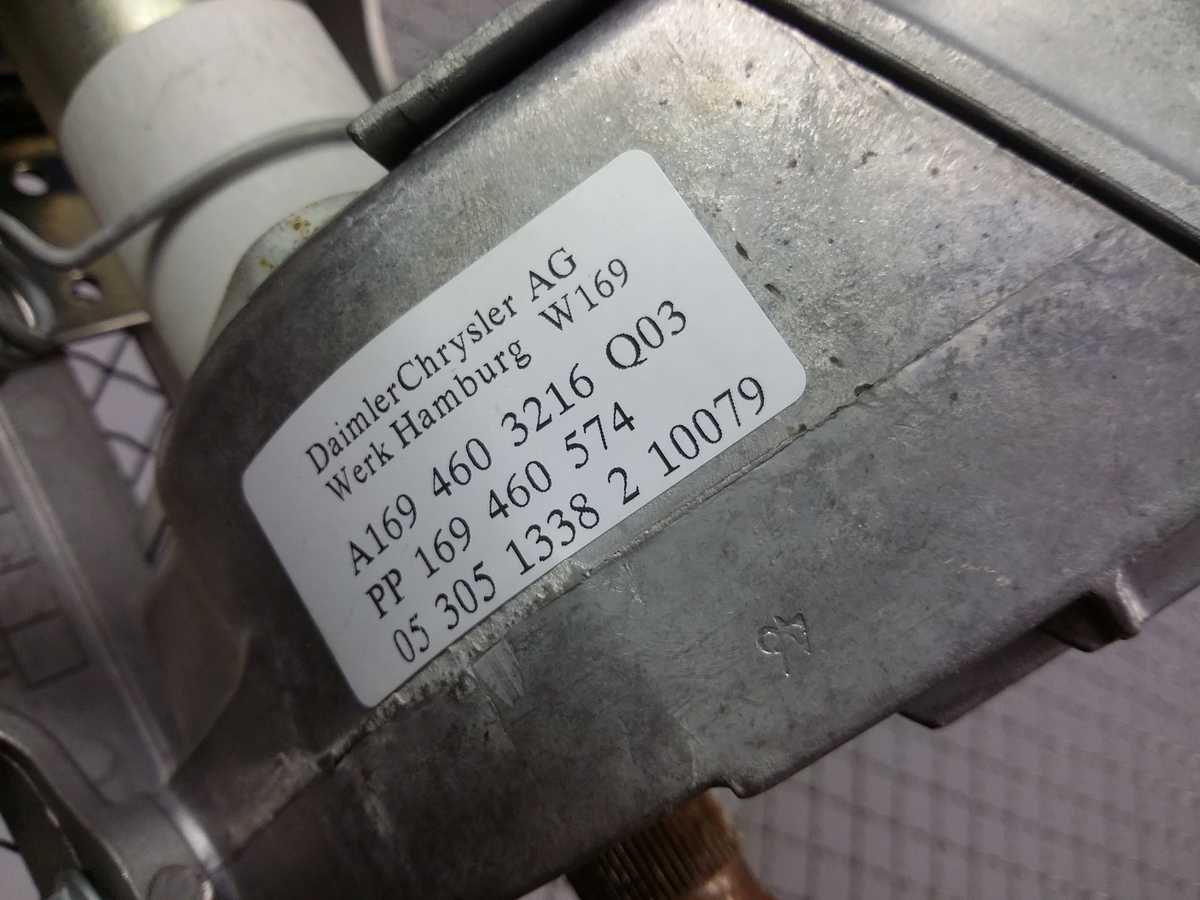 DaimlerChrysler AG
Werk Hamburg W169
A169 460 3216 Q03
PP 169 460 574
05 305 1338 2 10079